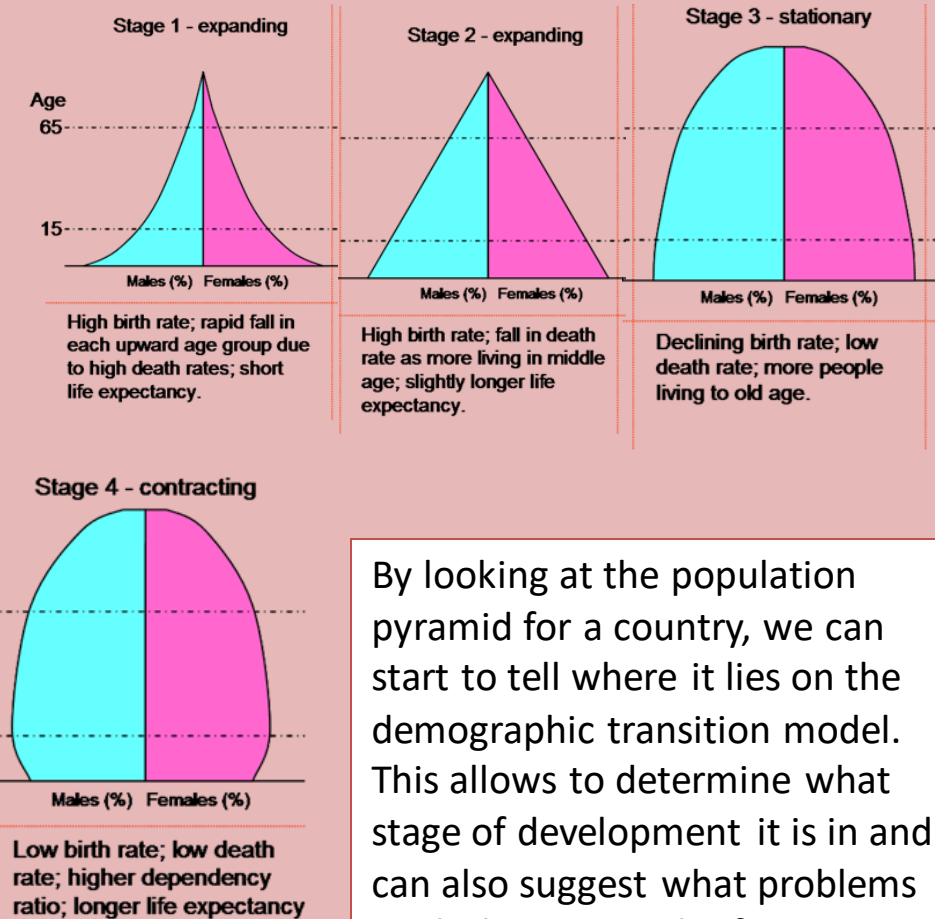 Stage 1 - expanding
Age
65
15
Males (%) Females (%)
High birth rate; rapid fall in
each upward age group due
to high death rates; short
life expectancy.
Stage 2 - expanding
Males (%) Females (%)
High birth rate; fall in death
rate as more living in middle
age; slightly longer life
expectancy.
Stage 3 - stationary
Males (%) Females (%)
Declining birth rate; low
death rate; more people
living to old age.
Stage 4 - contracting
Males (%) Females (%)
Low birth rate; low death
rate; higher dependency
ratio; longer life expectancy
By looking at the population
pyramid for a country, we can
start to tell where it lies on the
demographic transition model.
This allows to determine what
stage of development it is in and
can also suggest what problems